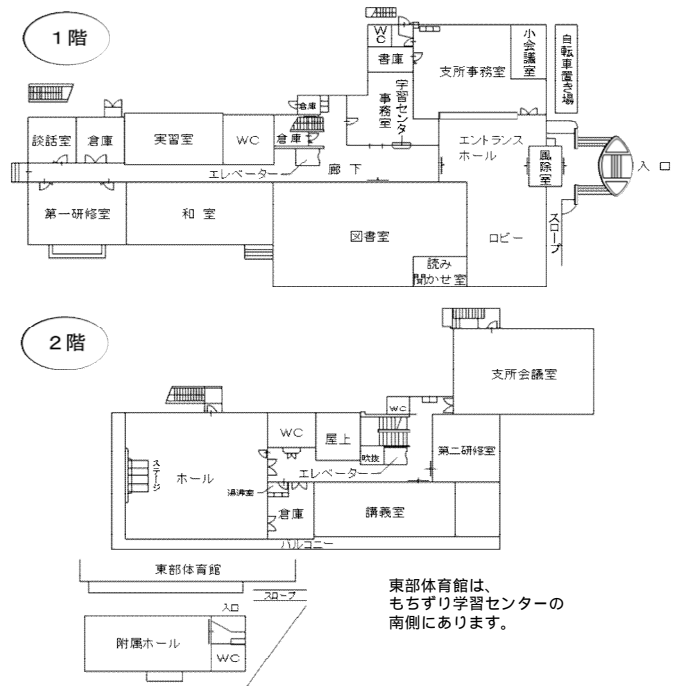 1階
WC
書庫
支所事務室
小会議室
自転車置き場
学習センター
事務室
倉庫
談話室
倉庫
実習室
WC
倉庫
エレベーター
廊下
エントランス
ホール
風除室
入口
スロープ
第一研修室
和室
図書室
読み
聞かせ室
ロビー
2階
支所会議室
WC
WC
屋上
吹抜
第二研修室
ステージ
ホール
エレベーター
湯沸室
倉庫
講義室
バルコニー
東部体育館
スロープ
入口
附属ホール
WC
東部体育館は、
もちずり学習センターの
南側にあります。